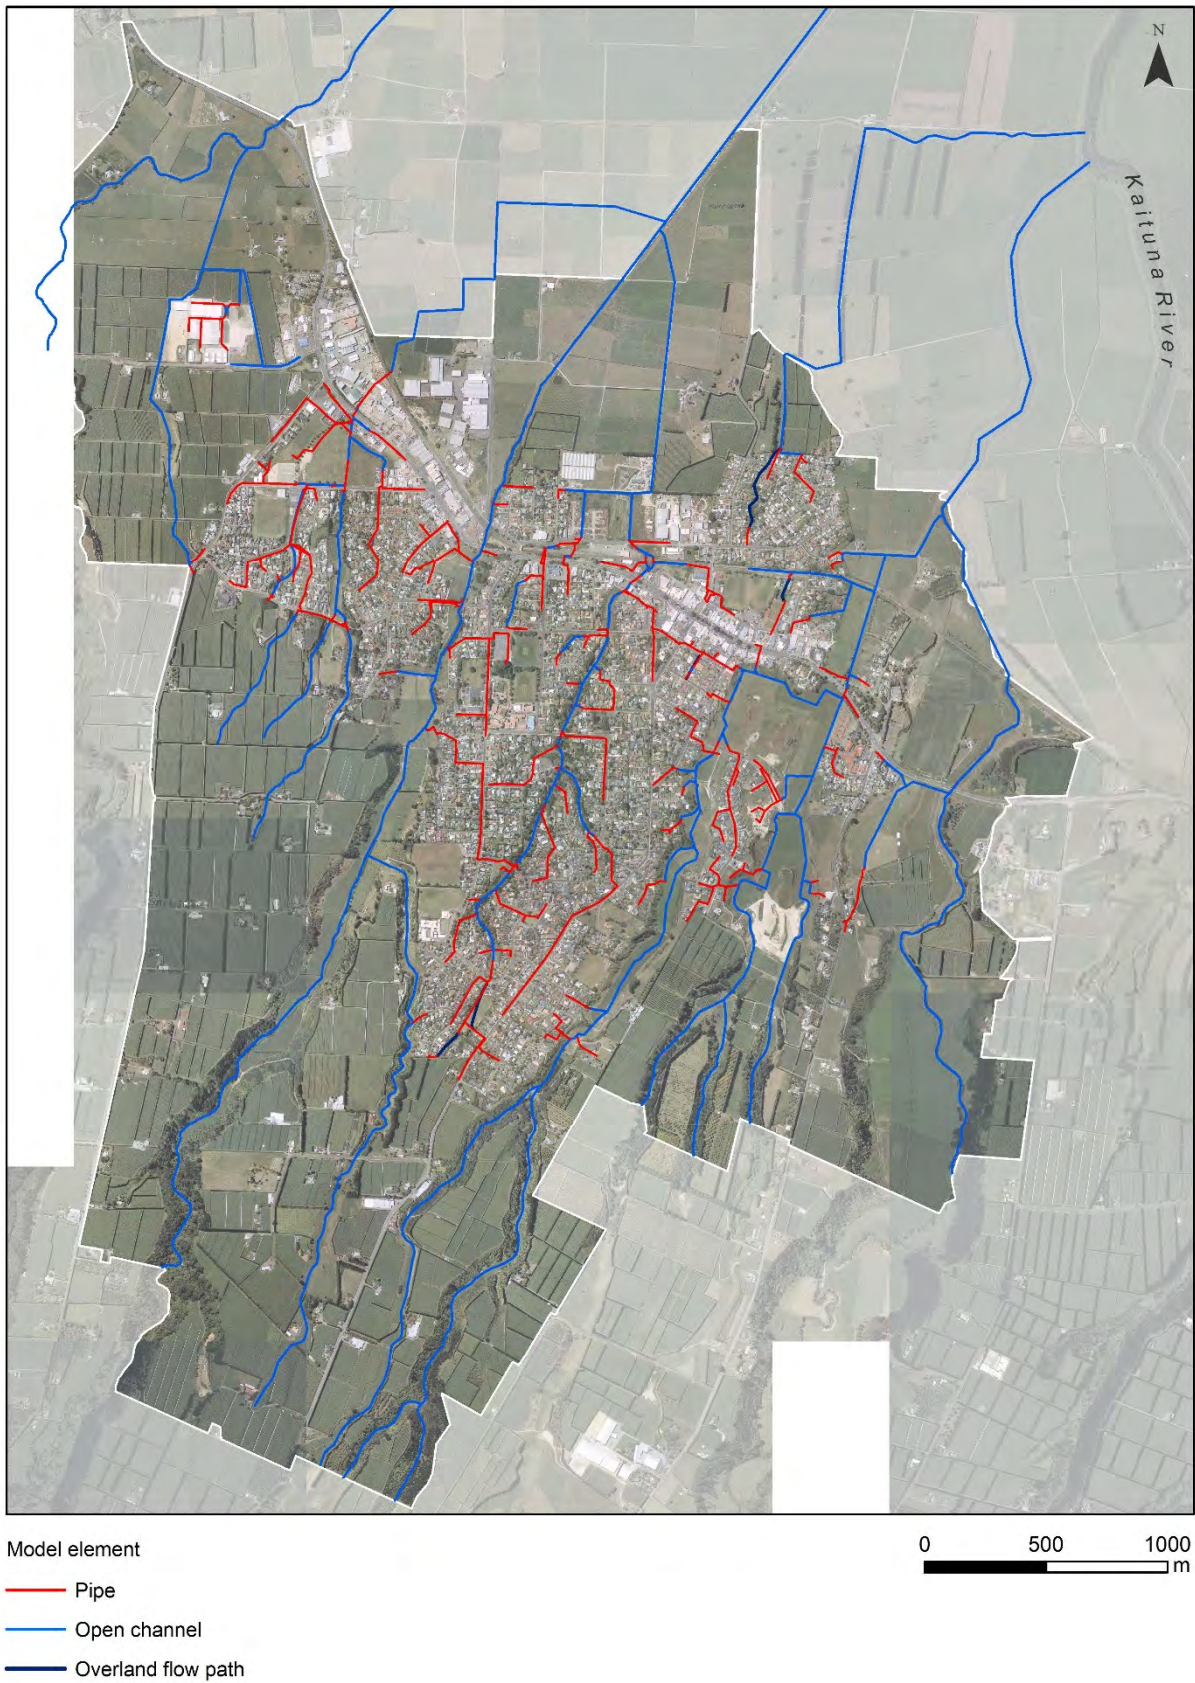 N
Kaituna River
Model element
Pipe
Open channel
Overland flow path
0 500 1000
m